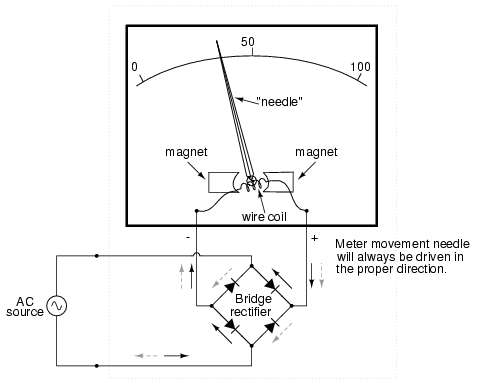 0
50
100
"needle"
magnet
magnet
wire coil
-
+
Meter movement needle
will always be driven in
the proper direction.
AC
source
Bridge
rectifier